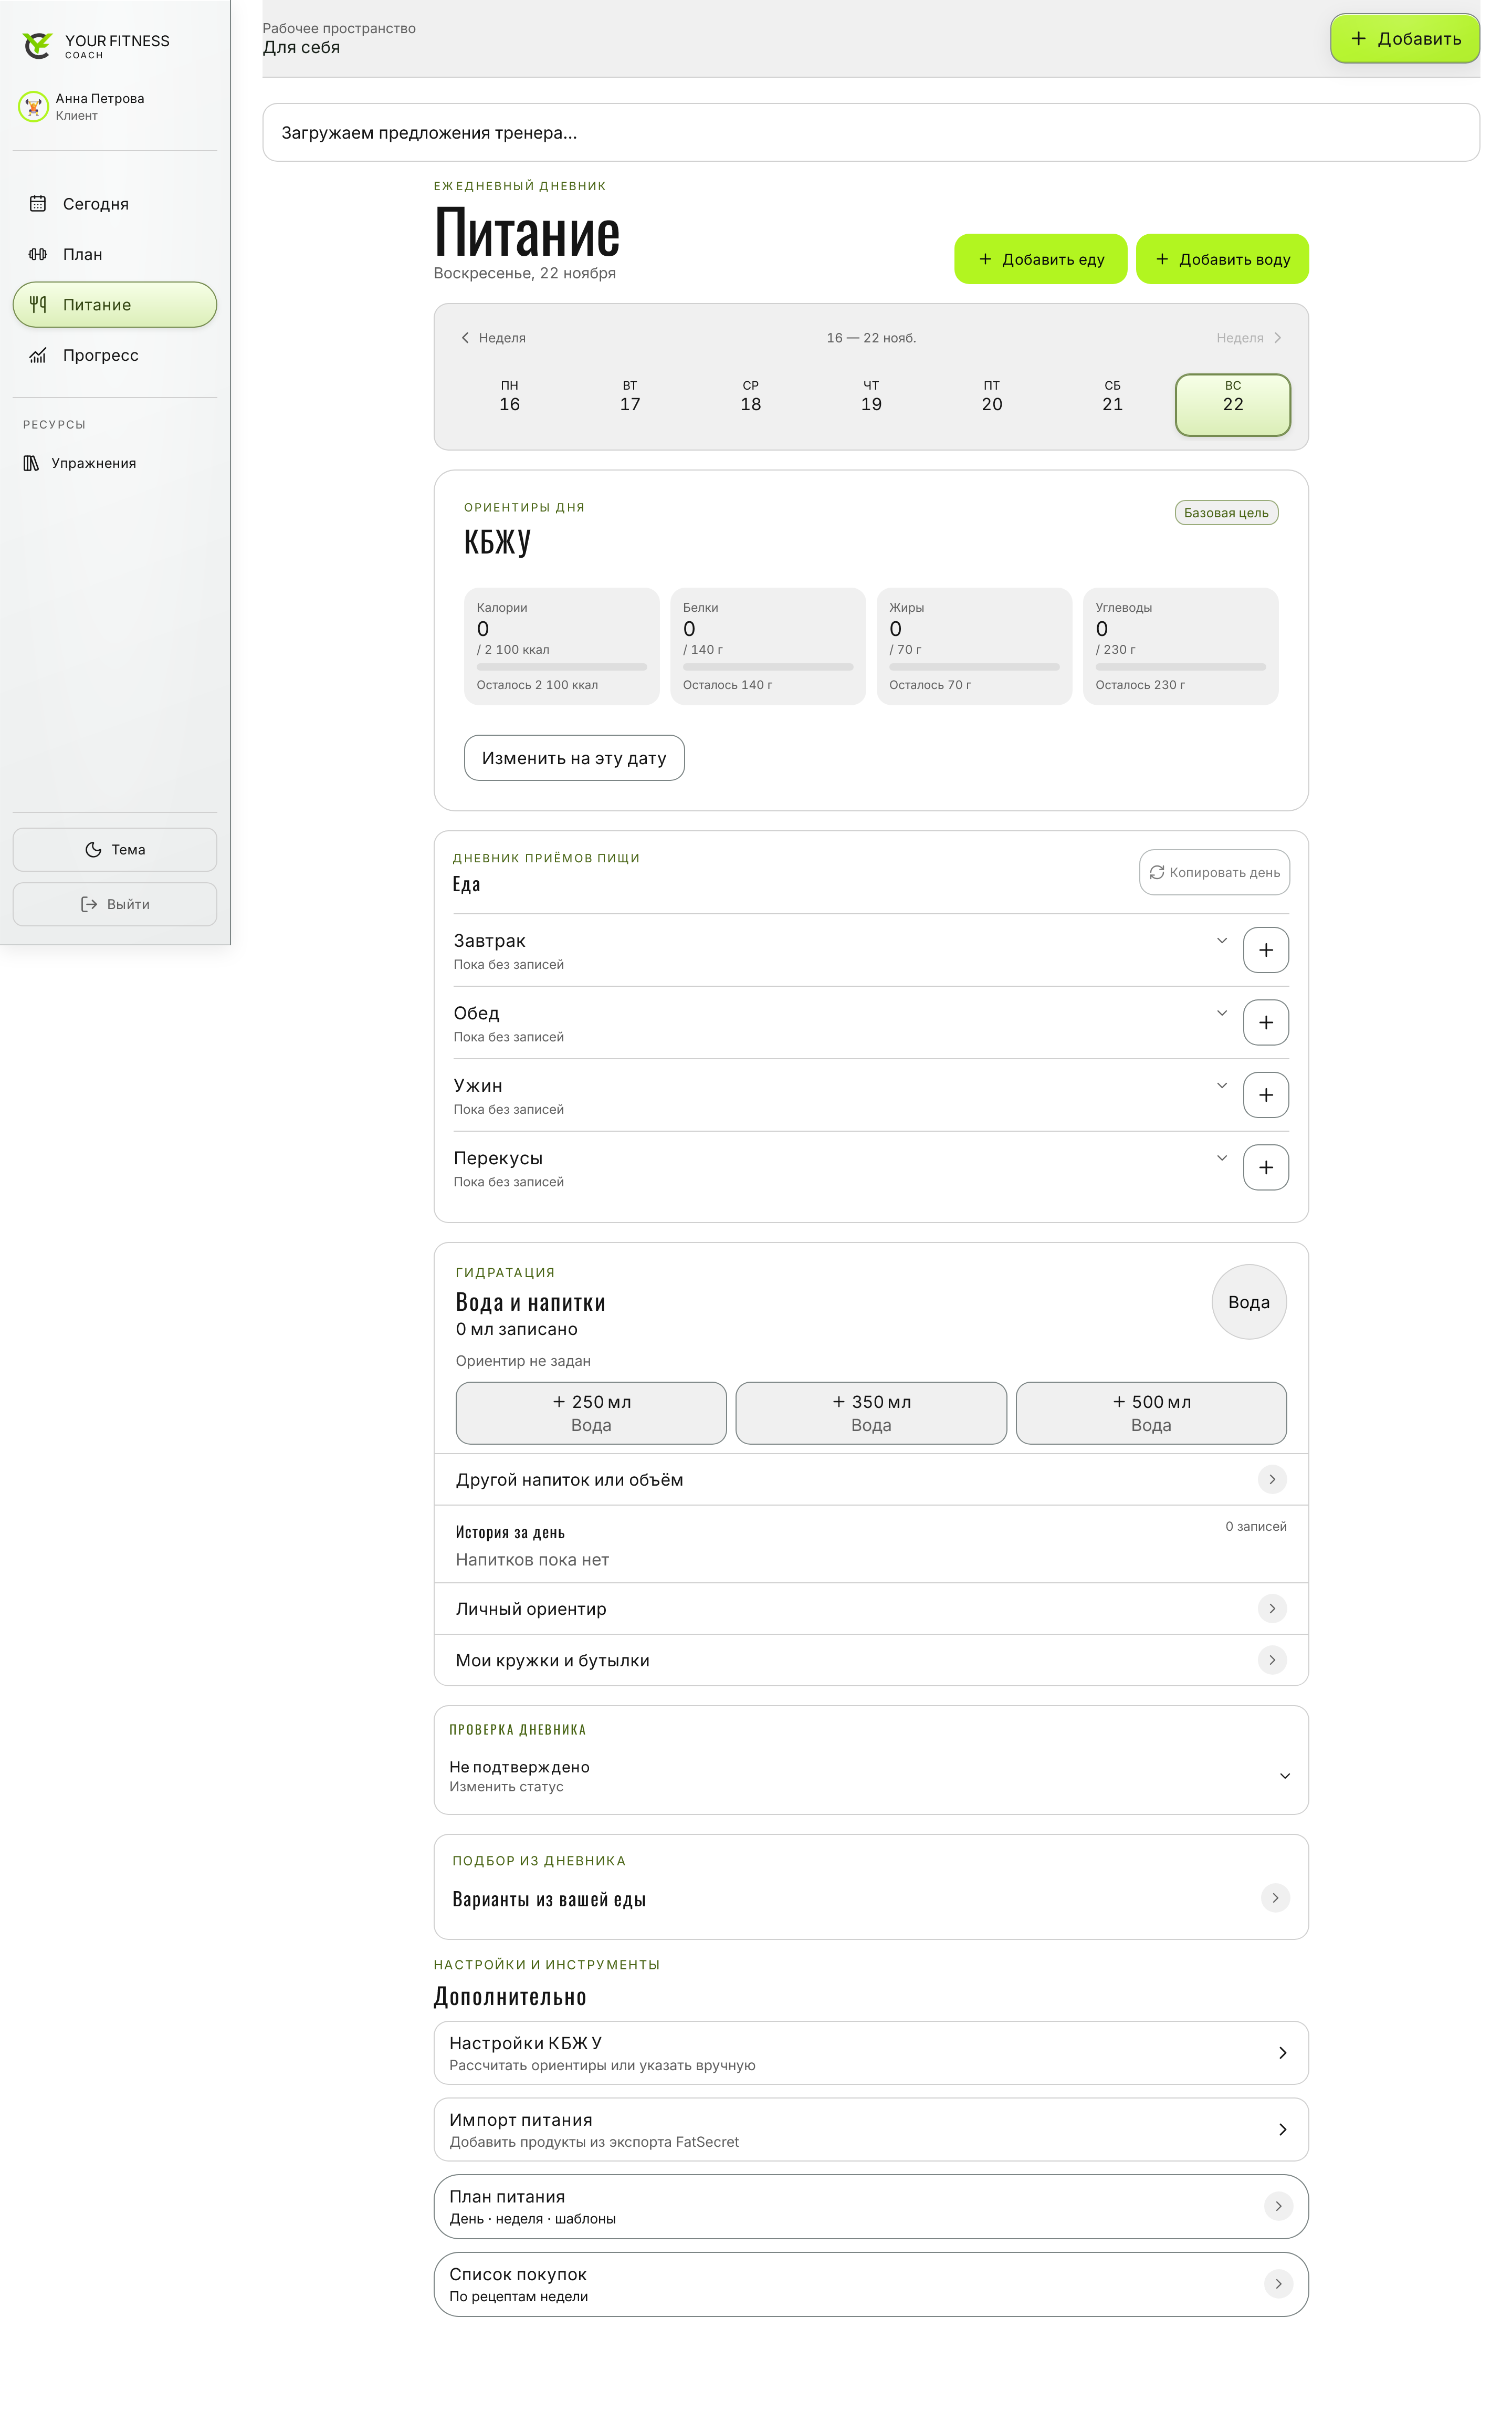 YOUR FITNESS
COACH
Анна Петрова
Клиент
Сегодня
План
Питание
Прогресс
РЕСУРСЫ
Упражнения
Тема
Выйти
Рабочее пространство
Для себя
Добавить
Загружаем предложения тренера...
ЕЖЕДНЕВНЫЙ ДНЕВНИК
Питание
Воскресенье, 22 ноября
Добавить еду
Добавить воду
Неделя
16 — 22 нояб.
Неделя
ПН ВТ СР ЧТ ПТ СБ ВС
16 17 18 19 20 21 22
ОРИЕНТИРЫ ДНЯ
КБЖУ
Базовая цель
Калории
0
/ 2 100 ккал
Осталось 2 100 ккал
Белки
0
/ 140 г
Осталось 140 г
Жиры
0
/ 70 г
Осталось 70 г
Углеводы
0
/ 230 г
Осталось 230 г
Изменить на эту дату
ДНЕВНИК ПРИЁМОВ ПИЩИ
Еда
Копировать день
Завтрак
Пока без записей
Обед
Пока без записей
Ужин
Пока без записей
Перекусы
Пока без записей
ГИДРАТАЦИЯ
Вода и напитки
0 мл записано
Вода
Ориентир не задан
+ 250 мл
Вода
+ 350 мл
Вода
+ 500 мл
Вода
Другой напиток или объём
История за день
0 записей
Напитков пока нет
Личный ориентир
Мои кружки и бутылки
ПРОВЕРКА ДНЕВНИКА
Не подтверждено
Изменить статус
ПОДБОР ИЗ ДНЕВНИКА
Варианты из вашей еды
НАСТРОЙКИ И ИНСТРУМЕНТЫ
Дополнительно
Настройки КБЖУ
Рассчитать ориентиры или указать вручную
Импорт питания
Добавить продукты из экспорта FatSecret
План питания
День · неделя · шаблоны
Список покупок
По рецептам недели